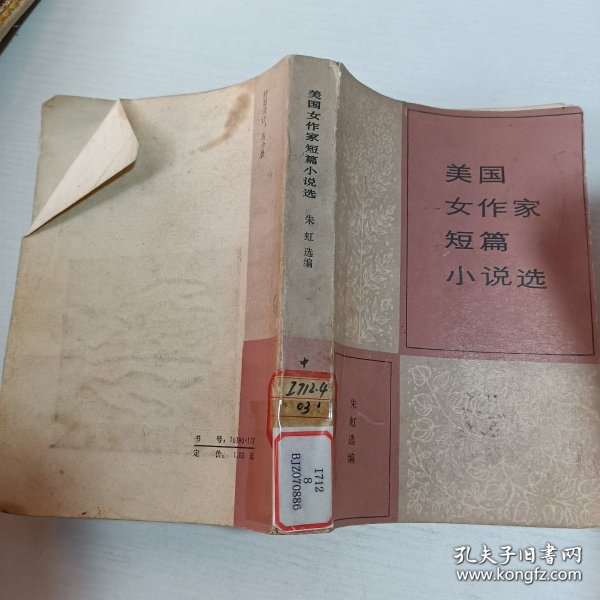 美国
女作家
短篇
小说选
朱虹选编
美国女作家短篇小说选
朱虹选编
I712.4
03
I712
8
BJZ070886
书号:
定价:
元
孔夫子旧书网
www.kongfz.com